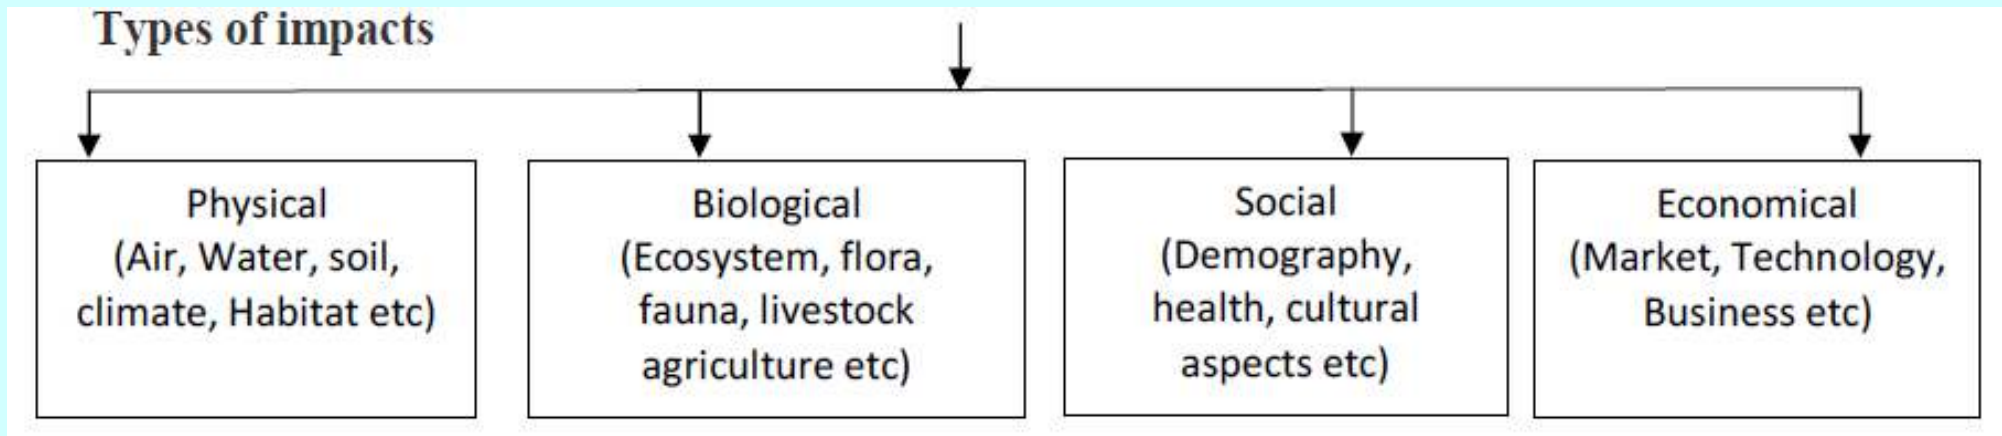 Types of impacts
Physical
(Air, Water, soil,
climate, Habitat etc)
Biological
(Ecosystem, flora,
fauna, livestock
agriculture etc)
Social
(Demography,
health, cultural
aspects etc)
Economical
(Market, Technology,
Business etc)